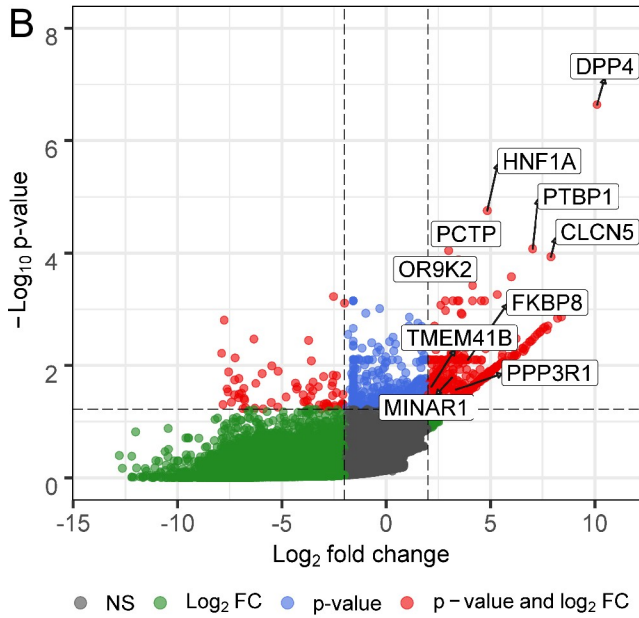 B
8
6
4
2
0
−Log₁₀ p-value
DPP4
HNF1A
PTBP1
PCTP
CLCN5
OR9K2
FKBP8
TMEM41B
PPP3R1
MINAR1
-15 -10 -5 0 5 10
Log₂ fold change
NS Log₂ FC p-value p − value and log₂ FC